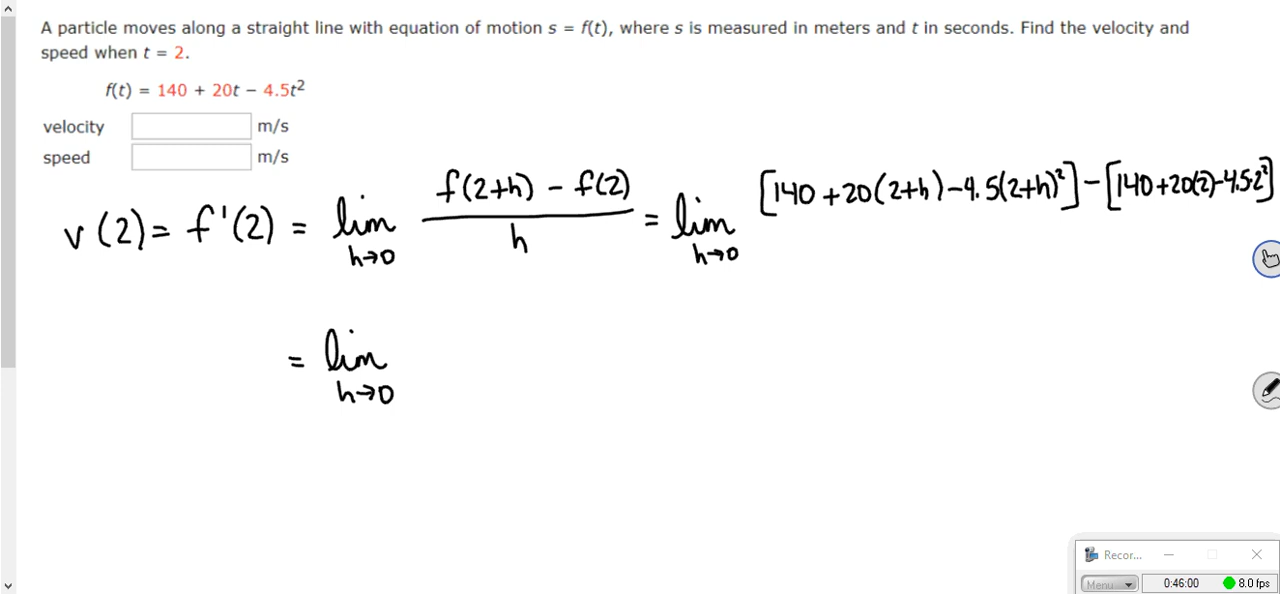 A particle moves along a straight line with equation of motion s = f(t), where s is measured in meters and t in seconds. Find the velocity and
speed when t = 2.
f(t) = 140 + 20t − 4.5t²
velocity m/s
speed m/s
v(2) = f'(2) = lim h→0 f(2+h) − f(2) / h = lim h→0 [140 + 20(2+h) − 4.5(2+h)²] − [140 + 20(2) − 4.5·2²]
= lim h→0
Recor...
Menu 0:46:00 8.0 fps